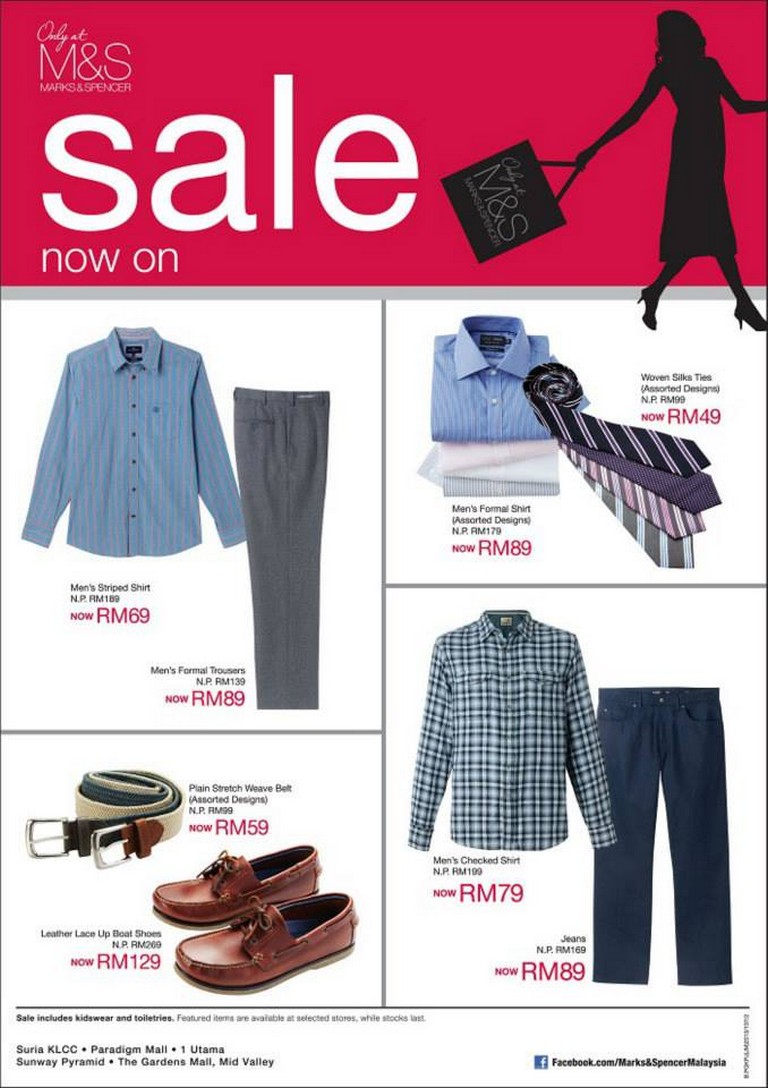 Only at
M&S
MARKS & SPENCER
sale
now on
Only at
M&S
MARKS & SPENCER
Men's Striped Shirt
N.P. RM189
NOW RM69
Men's Formal Trousers
N.P. RM139
NOW RM89
Woven Silks Ties
(Assorted Designs)
N.P. RM99
NOW RM49
Men's Formal Shirt
(Assorted Designs)
N.P. RM179
NOW RM89
Plain Stretch Weave Belt
(Assorted Designs)
N.P. RM99
NOW RM59
Leather Lace Up Boat Shoes
N.P. RM269
NOW RM129
Men's Checked Shirt
N.P. RM199
NOW RM79
Jeans
N.P. RM169
NOW RM89
Sale includes kidswear and toiletries. Featured items are available at selected stores, while stocks last.
Suria KLCC • Paradigm Mall • 1 Utama
Sunway Pyramid • The Gardens Mall, Mid Valley
Facebook.com/Marks&SpencerMalaysia